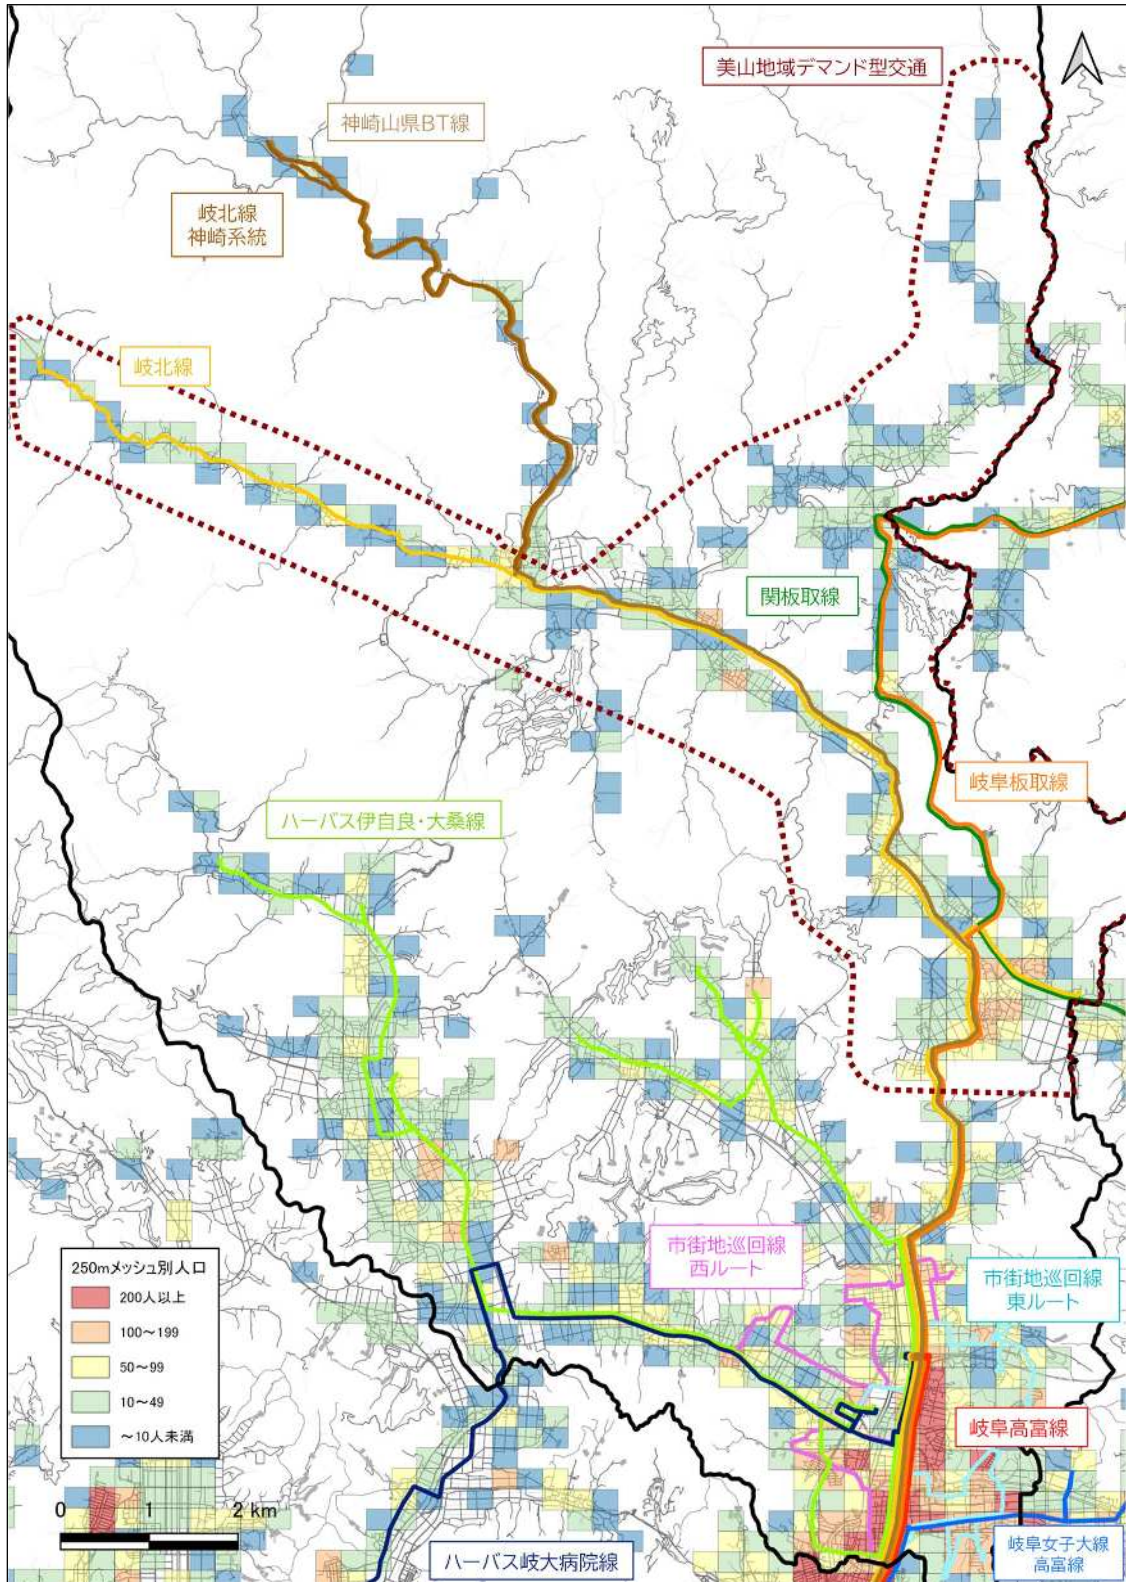 美山地域デマンド型交通
神崎山県BT線
岐北線
神崎系統
岐北線
関板取線
岐阜板取線
ハーバス伊自良・大桑線
市街地巡回線
西ルート
市街地巡回線
東ルート
250mメッシュ別人口
200人以上
100～199
50～99
10～49
～10人未満
岐阜高富線
0 1 2 km
ハーバス岐大病院線
岐阜女子大線
高富線